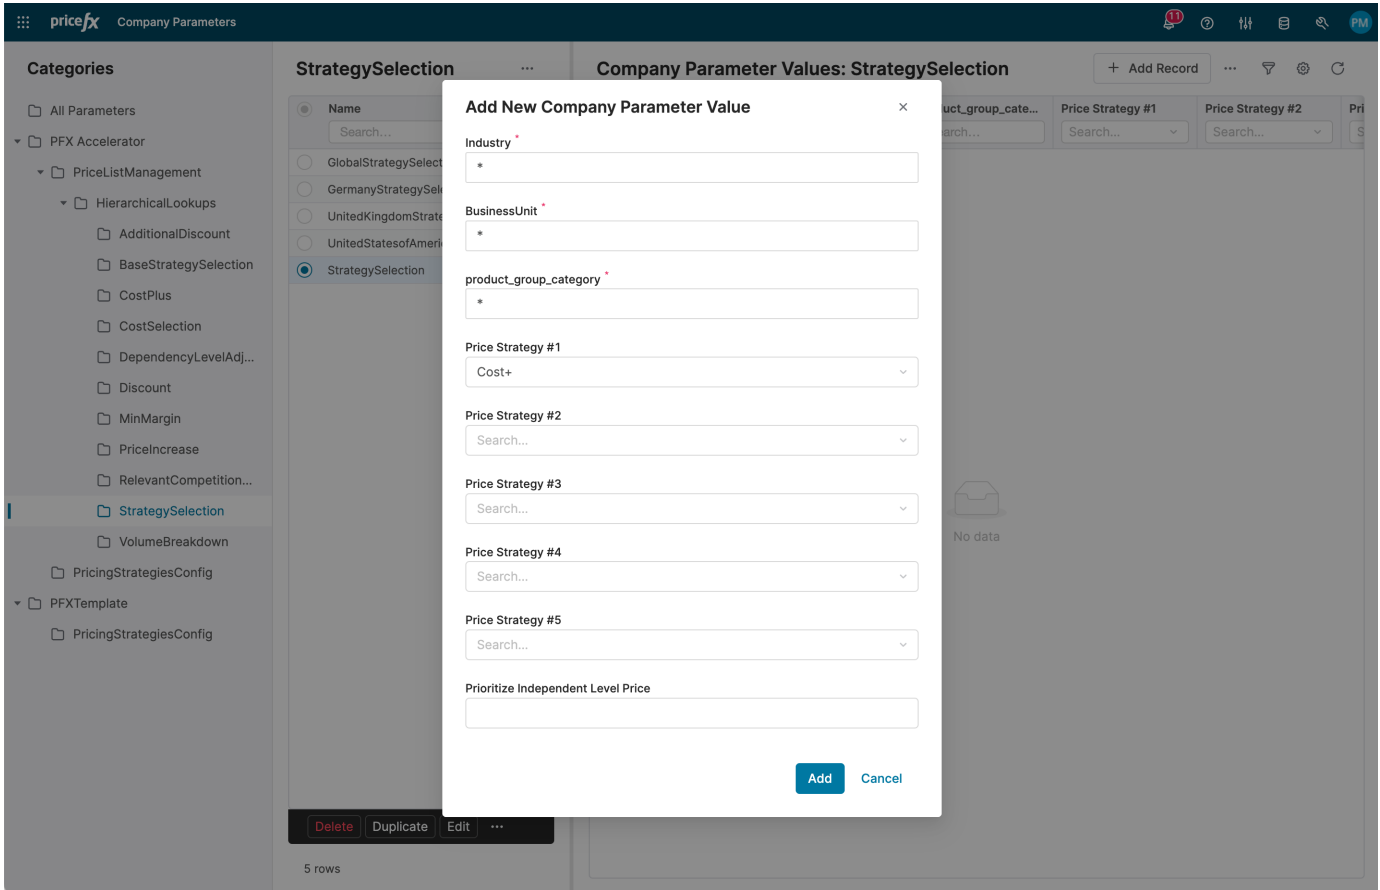 pricefx Company Parameters 11 PM
Categories
All Parameters
PFX Accelerator
PriceListManagement
HierarchicalLookups
AdditionalDiscount
BaseStrategySelection
CostPlus
CostSelection
DependencyLevelAdj...
Discount
MinMargin
PriceIncrease
RelevantCompetition...
StrategySelection
VolumeBreakdown
PricingStrategiesConfig
PFXTemplate
PricingStrategiesConfig
StrategySelection ...
Name
Search...
GlobalStrategySelect
GermanyStrategySel
UnitedKingdomStrate
UnitedStatesofAmeri
StrategySelection
Delete Duplicate Edit ...
5 rows
Company Parameter Values: StrategySelection + Add Record ...
uct_group_cate... Price Strategy #1 Price Strategy #2 Pri
arch... Search... Search... S
No data
Add New Company Parameter Value
Industry *
*
BusinessUnit *
*
product_group_category *
*
Price Strategy #1
Cost+
Price Strategy #2
Search...
Price Strategy #3
Search...
Price Strategy #4
Search...
Price Strategy #5
Search...
Prioritize Independent Level Price
Add Cancel